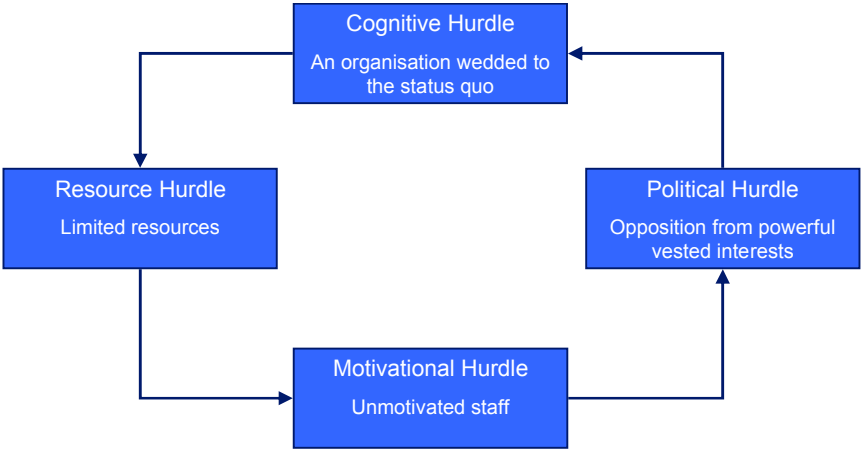 Cognitive Hurdle
An organisation wedded to
the status quo
Resource Hurdle
Limited resources
Political Hurdle
Opposition from powerful
vested interests
Motivational Hurdle
Unmotivated staff